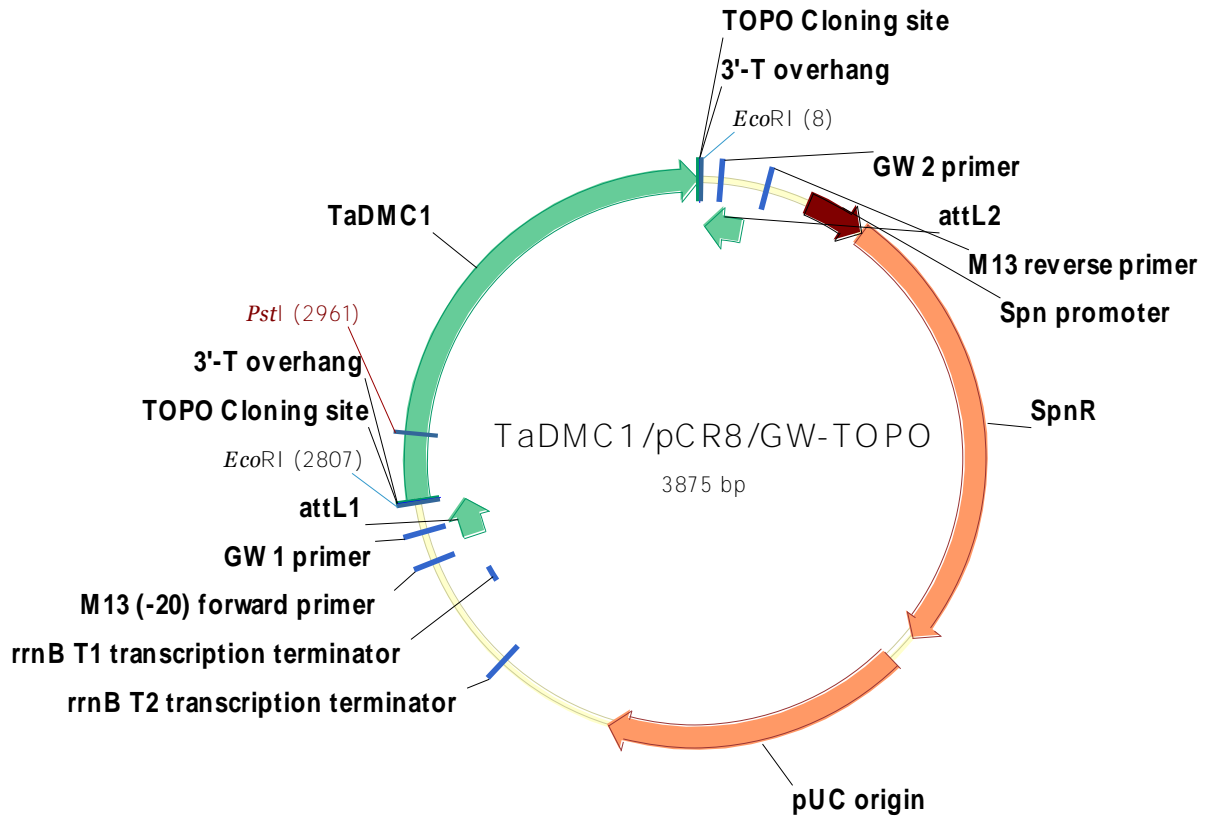 TOPO Cloning site
3'-T overhang
EcoRI (8)
GW 2 primer
TaDMC1
attL2
M13 reverse primer
PstI (2961)
Spn promoter
3'-T overhang
TOPO Cloning site
SpnR
TaDMC1/pCR8/GW-TOPO
EcoRI (2807)
3875 bp
attL1
GW 1 primer
M13 (-20) forward primer
rrnB T1 transcription terminator
rrnB T2 transcription terminator
pUC origin